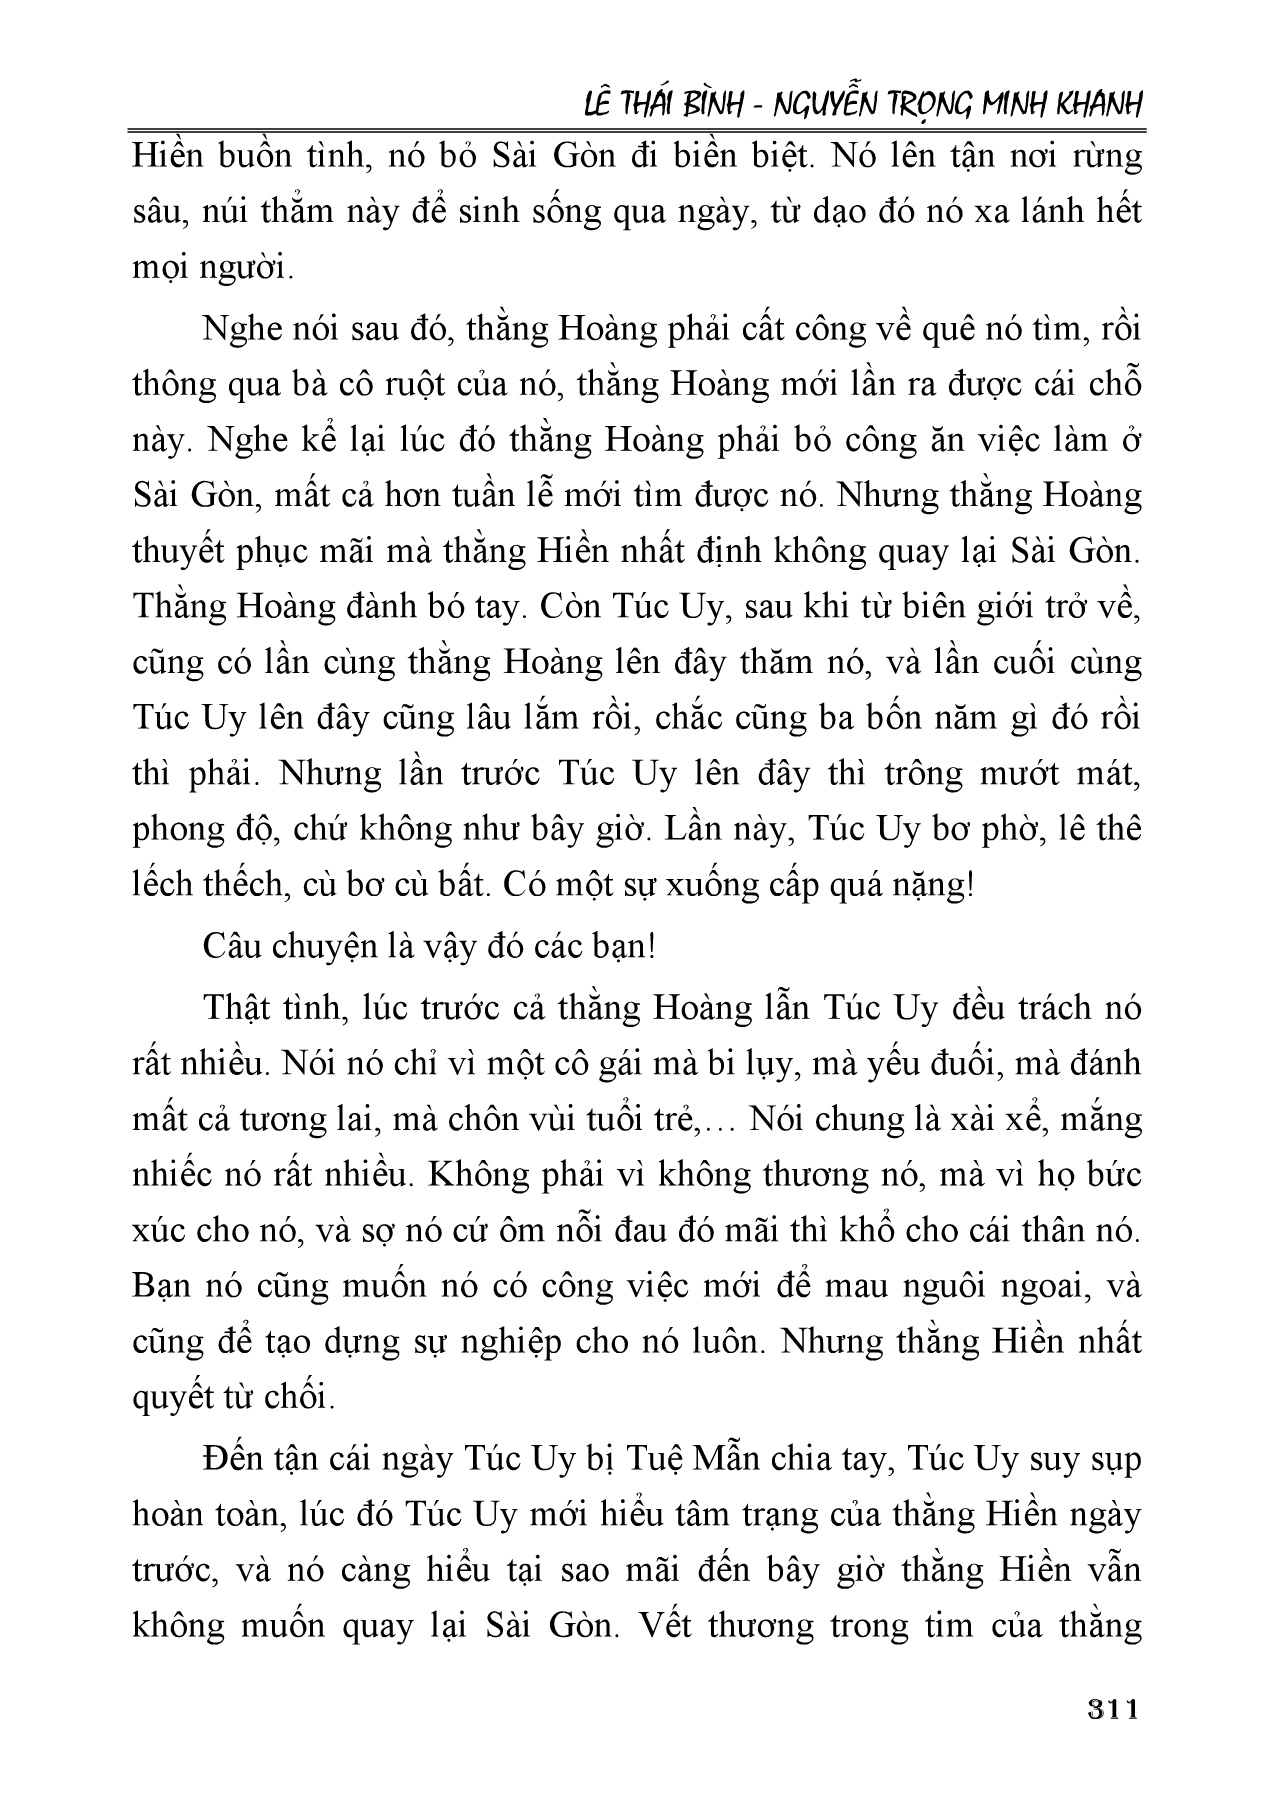 LÊ THÁI BÌNH - NGUYỄN TRỌNG MINH KHANH
Hiền buồn tình, nó bỏ Sài Gòn đi biền biệt. Nó lên tận nơi rừng
sâu, núi thẳm này để sinh sống qua ngày, từ dạo đó nó xa lánh hết
mọi người.
Nghe nói sau đó, thằng Hoàng phải cất công về quê nó tìm, rồi
thông qua bà cô ruột của nó, thằng Hoàng mới lần ra được cái chỗ
này. Nghe kể lại lúc đó thằng Hoàng phải bỏ công ăn việc làm ở
Sài Gòn, mất cả hơn tuần lễ mới tìm được nó. Nhưng thằng Hoàng
thuyết phục mãi mà thằng Hiền nhất định không quay lại Sài Gòn.
Thằng Hoàng đành bó tay. Còn Túc Uy, sau khi từ biên giới trở về,
cũng có lần cùng thằng Hoàng lên đây thăm nó, và lần cuối cùng
Túc Uy lên đây cũng lâu lắm rồi, chắc cũng ba bốn năm gì đó rồi
thì phải. Nhưng lần trước Túc Uy lên đây thì trông mướt mát,
phong độ, chứ không như bây giờ. Lần này, Túc Uy bơ phờ, lê thê
lếch thếch, cù bơ cù bất. Có một sự xuống cấp quá nặng!
Câu chuyện là vậy đó các bạn!
Thật tình, lúc trước cả thằng Hoàng lẫn Túc Uy đều trách nó
rất nhiều. Nói nó chỉ vì một cô gái mà bi lụy, mà yếu đuối, mà đánh
mất cả tương lai, mà chôn vùi tuổi trẻ,… Nói chung là xài xể, mắng
nhiếc nó rất nhiều. Không phải vì không thương nó, mà vì họ bức
xúc cho nó, và sợ nó cứ ôm nỗi đau đó mãi thì khổ cho cái thân nó.
Bạn nó cũng muốn nó có công việc mới để mau nguôi ngoai, và
cũng để tạo dựng sự nghiệp cho nó luôn. Nhưng thằng Hiền nhất
quyết từ chối.
Đến tận cái ngày Túc Uy bị Tuệ Mẫn chia tay, Túc Uy suy sụp
hoàn toàn, lúc đó Túc Uy mới hiểu tâm trạng của thằng Hiền ngày
trước, và nó càng hiểu tại sao mãi đến bây giờ thằng Hiền vẫn
không muốn quay lại Sài Gòn. Vết thương trong tim của thằng
311